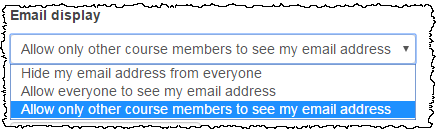 Email display
Allow only other course members to see my email address
Hide my email address from everyone
Allow everyone to see my email address
Allow only other course members to see my email address